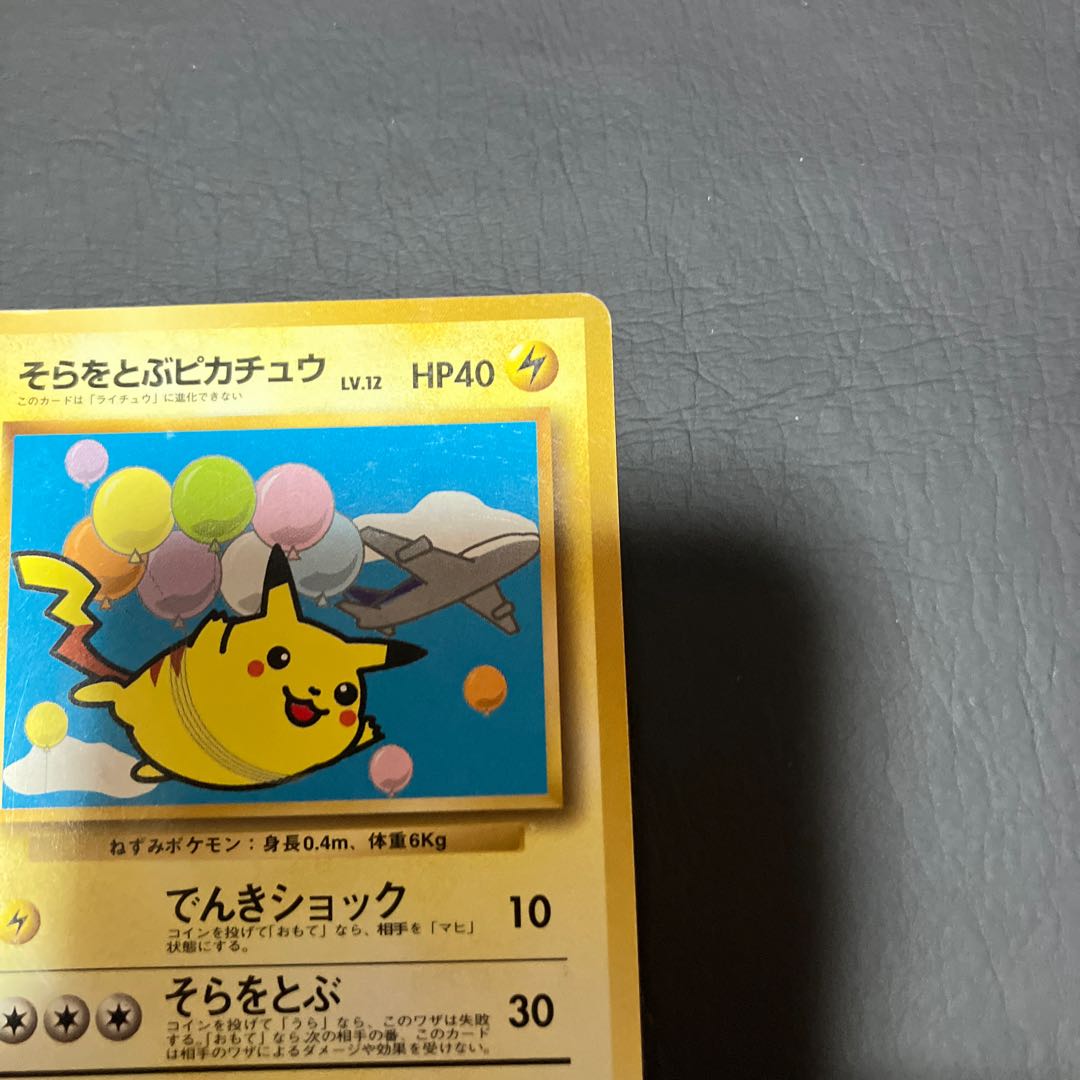 そらをとぶピカチュウ LV.12 HP40
このカードは「ライチュウ」に進化できない
ねずみポケモン：身長0.4m、体重6Kg
でんきショック 10
コインを投げて「おもて」なら、相手を「マヒ」
状態にする。
そらをとぶ 30
コインを投げて「うら」なら、このワザは失敗
する。「おもて」なら次の相手の番、このカード
は相手のワザによるダメージや効果を受けない。